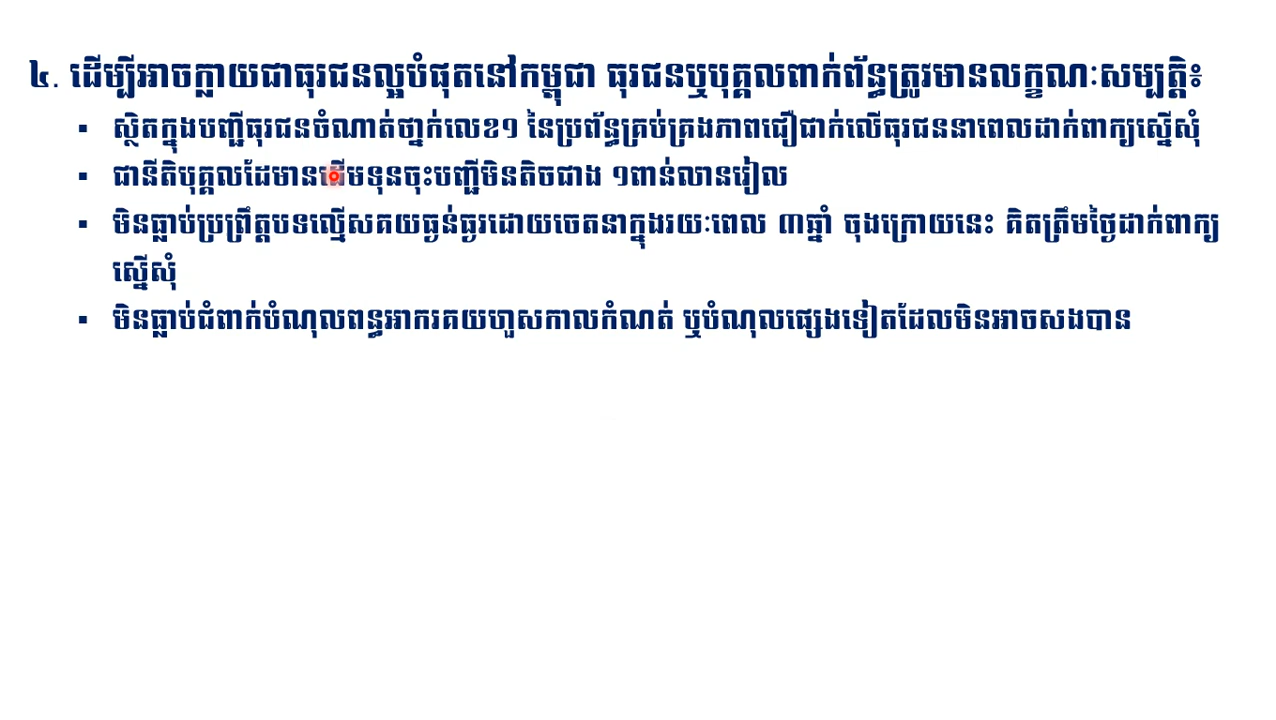 ៤. ដើម្បីអាចក្លាយជាធុរជនល្អបំផុតនៅកម្ពុជា ធុរជនឬបុគ្គលពាក់ព័ន្ធត្រូវមានលក្ខណៈសម្បត្តិ៖
▪ ស្ថិតក្នុងបញ្ជីធុរជនចំណាត់ថ្នាក់លេខ១ នៃប្រព័ន្ធគ្រប់គ្រងភាពជឿជាក់លើធុរជននាពេលដាក់ពាក្យស្នើសុំ
▪ ជានីតិបុគ្គលដែមានដើមទុនចុះបញ្ជីមិនតិចជាង ១ពាន់លានរៀល
▪ មិនធ្លាប់ប្រព្រឹត្តបទល្មើសគយធ្ងន់ធ្ងរដោយចេតនាក្នុងរយៈពេល ៣ឆ្នាំ ចុងក្រោយនេះ គិតត្រឹមថ្ងៃដាក់ពាក្យ
ស្នើសុំ
▪ មិនធ្លាប់ជំពាក់បំណុលពន្ធអាករគយហួសកាលកំណត់ ឬបំណុលផ្សេងទៀតដែលមិនអាចសងបាន